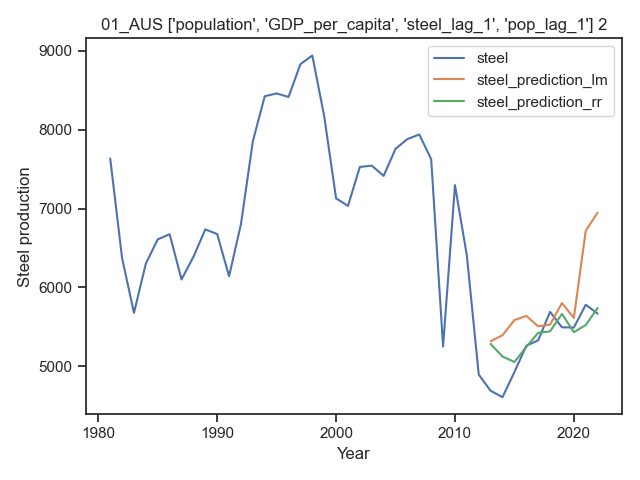 01_AUS ['population', 'GDP_per_capita', 'steel_lag_1', 'pop_lag_1'] 2
steel
steel_prediction_lm
steel_prediction_rr
9000
8000
7000
6000
5000
Steel production
1980
1990
2000
2010
2020
Year